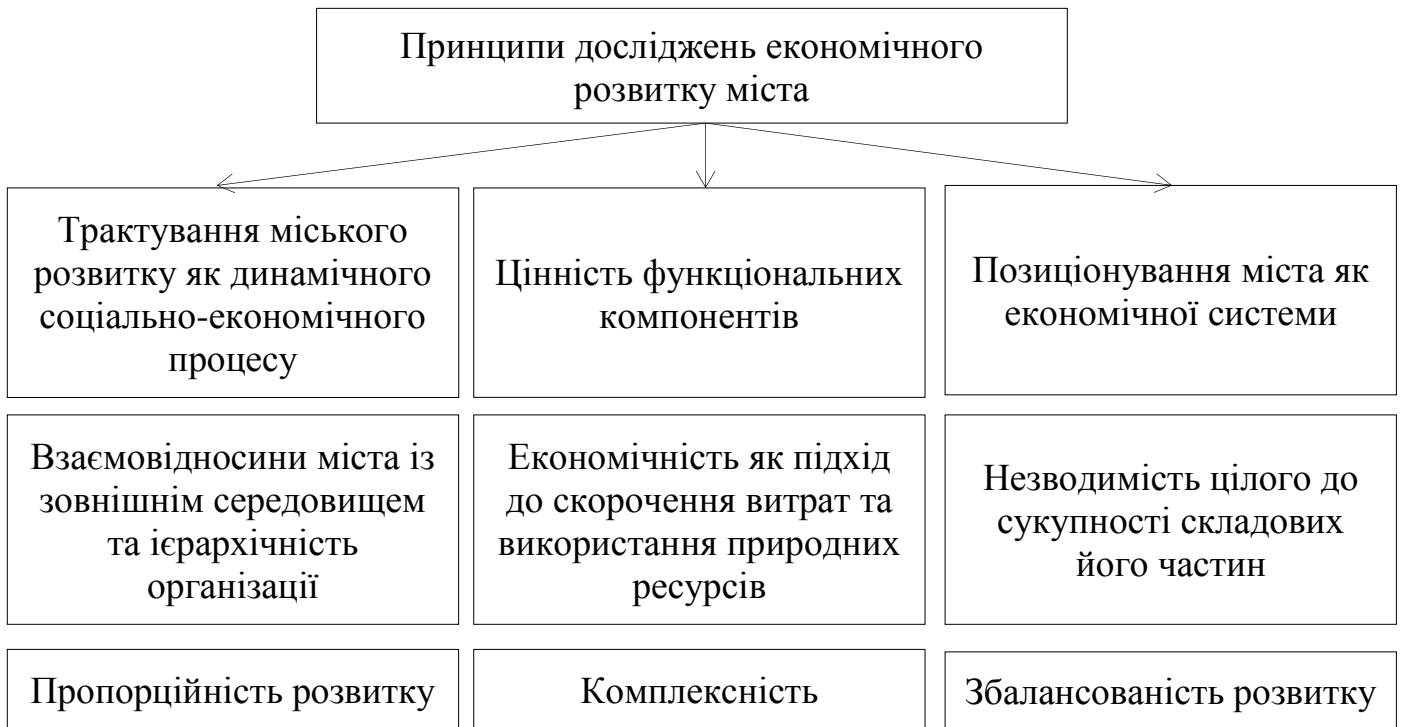 Принципи досліджень економічного
розвитку міста
Трактування міського
розвитку як динамічного
соціально-економічного
процесу
Цінність функціональних
компонентів
Позиціонування міста як
економічної системи
Взаємовідносини міста із
зовнішнім середовищем
та ієрархічність
організації
Економічність як підхід
до скорочення витрат та
використання природних
ресурсів
Незводимість цілого до
сукупності складових
його частин
Пропорційність розвитку
Комплексність
Збалансованість розвитку